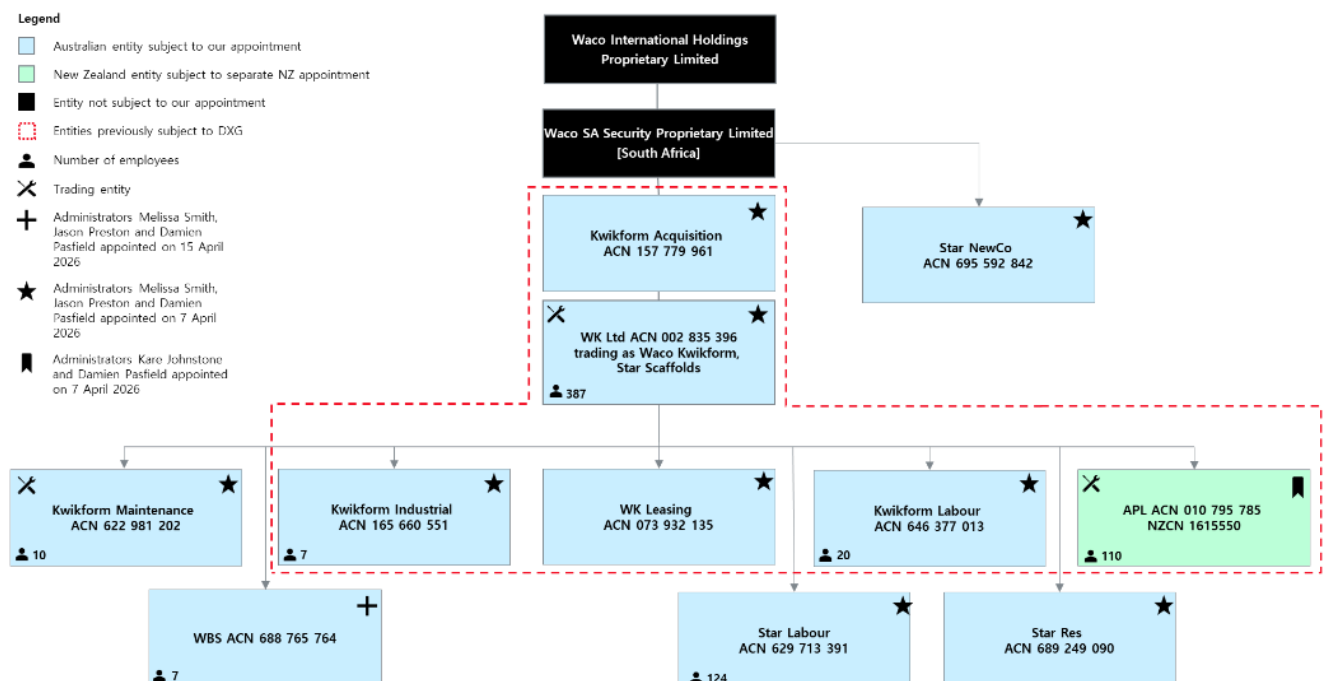 Legend
Australian entity subject to our appointment
New Zealand entity subject to separate NZ appointment
Entity not subject to our appointment
Entities previously subject to DXG
Number of employees
Trading entity
Administrators Melissa Smith,
Jason Preston and Damien
Pasfield appointed on 15 April
2026
Administrators Melissa Smith,
Jason Preston and Damien
Pasfield appointed on 7 April
2026
Administrators Kare Johnstone
and Damien Pasfield appointed
on 7 April 2026
Waco International Holdings
Proprietary Limited
Waco SA Security Proprietary Limited
[South Africa]
Kwikform Acquisition
ACN 157 779 961
Star NewCo
ACN 695 592 842
WK Ltd ACN 002 835 396
trading as Waco Kwikform,
Star Scaffolds
387
Kwikform Maintenance
ACN 622 981 202
10
Kwikform Industrial
ACN 165 660 551
7
WK Leasing
ACN 073 932 135
Kwikform Labour
ACN 646 377 013
20
APL ACN 010 795 785
NZCN 1615550
110
WBS ACN 688 765 764
7
Star Labour
ACN 629 713 391
124
Star Res
ACN 689 249 090